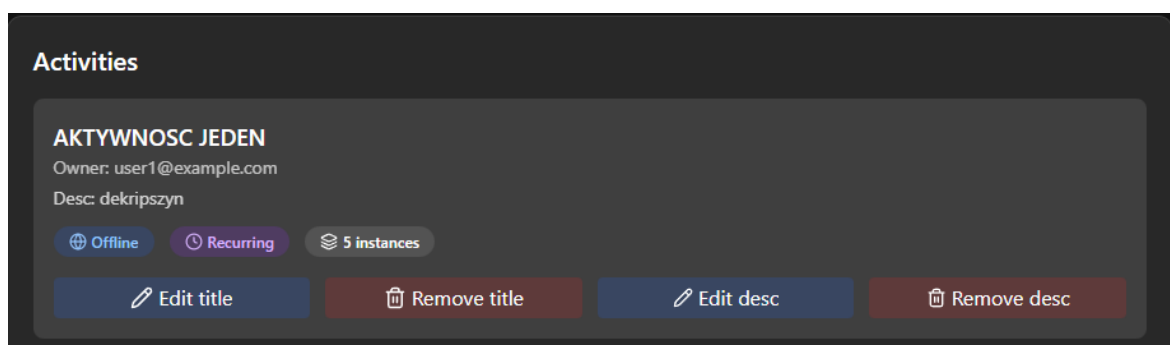 Activities
AKTYWNOSC JEDEN
Owner: user1@example.com
Desc: dekripszyn
Offline Recurring 5 instances
Edit title Remove title Edit desc Remove desc